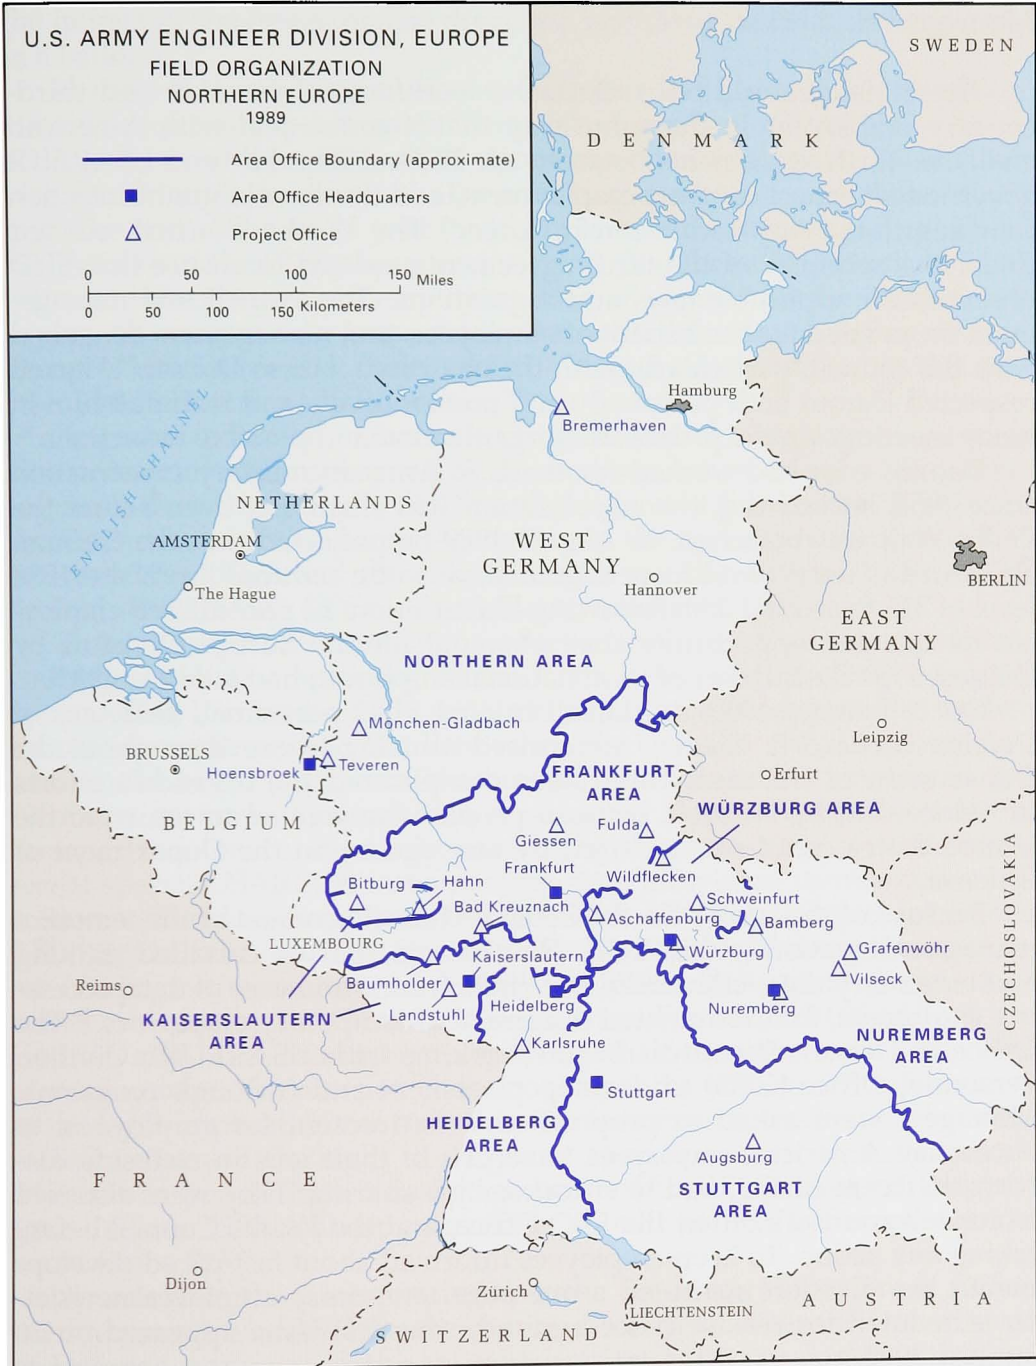 U.S. ARMY ENGINEER DIVISION, EUROPE
FIELD ORGANIZATION
NORTHERN EUROPE
1989
Area Office Boundary (approximate)
Area Office Headquarters
Project Office
0 50 100 150 Miles
0 50 100 150 Kilometers
SWEDEN
DENMARK
Hamburg
Bremerhaven
ENGLISH CHANNEL
NETHERLANDS
AMSTERDAM
The Hague
WEST
GERMANY
Hannover
BERLIN
EAST
GERMANY
NORTHERN AREA
Mönchen-Gladbach
Leipzig
BRUSSELS
Hoensbroek
Teveren
FRANKFURT
AREA
Erfurt
WÜRZBURG AREA
BELGIUM
Giessen
Fulda
Frankfurt
Wildflecken
Bitburg
Hahn
Bad Kreuznach
Schweinfurt
Aschaffenburg
Bamberg
LUXEMBOURG
Kaiserslautern
Würzburg
Grafenwöhr
Vilseck
Reims
Baumholder
Landstuhl
Heidelberg
Nuremberg
CZECHOSLOVAKIA
KAISERSLAUTERN
AREA
NUREMBERG
AREA
Karlsruhe
Stuttgart
HEIDELBERG
AREA
Augsburg
FRANCE
STUTTGART
AREA
Dijon
Zürich
LIECHTENSTEIN
AUSTRIA
SWITZERLAND